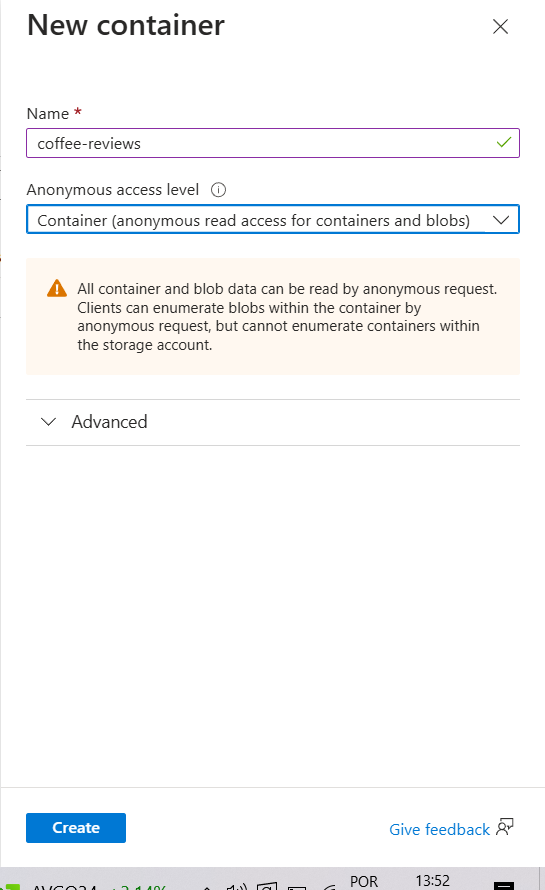 New container
Name *
coffee-reviews
Anonymous access level
Container (anonymous read access for containers and blobs)
All container and blob data can be read by anonymous request.
Clients can enumerate blobs within the container by
anonymous request, but cannot enumerate containers within
the storage account.
Advanced
Create
Give feedback
POR
13:52